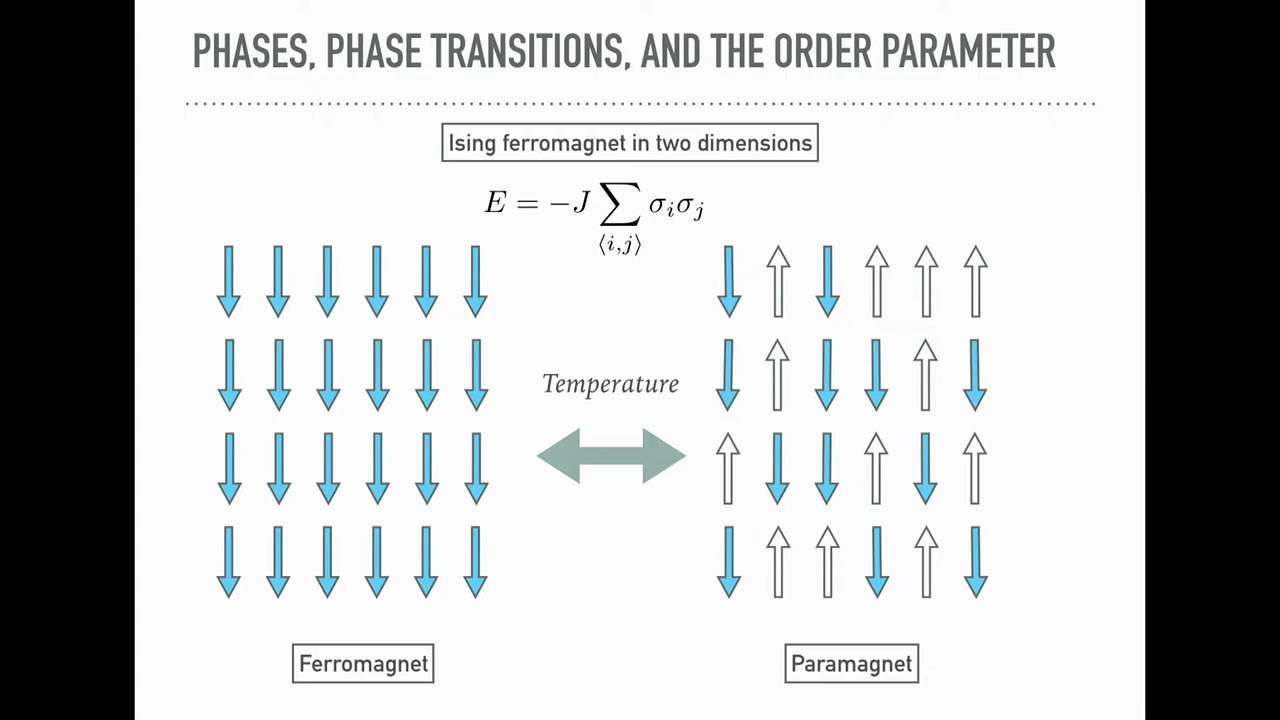 PHASES, PHASE TRANSITIONS, AND THE ORDER PARAMETER
Ising ferromagnet in two dimensions
E = −J ∑ σᵢσⱼ
⟨i,j⟩
Temperature
Ferromagnet
Paramagnet